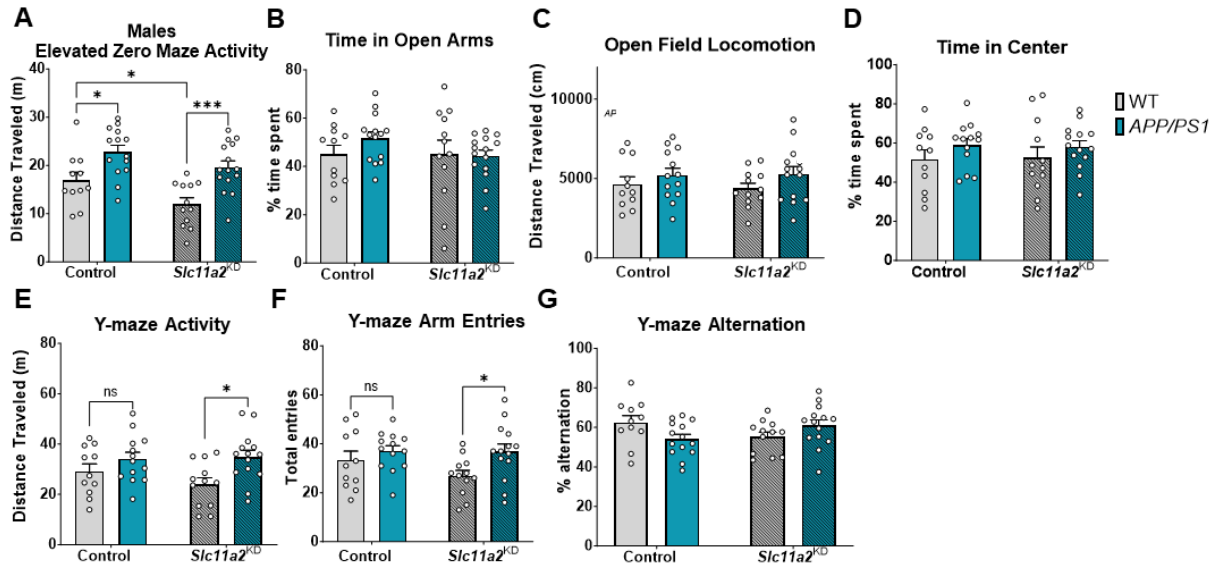 A
Males
Elevated Zero Maze Activity
Distance Traveled (m)
40
30
20
10
0
*
*
***
Control
Slc11a2KD
B
Time in Open Arms
% time spent
80
60
40
20
0
Control
Slc11a2KD
C
Open Field Locomotion
Distance Traveled (cm)
10000
5000
0
AP
Control
Slc11a2KD
D
Time in Center
% time spent
100
80
60
40
20
0
Control
Slc11a2KD
WT
APP/PS1
E
Y-maze Activity
Distance Traveled (m)
80
60
40
20
0
ns
*
Control
Slc11a2KD
F
Y-maze Arm Entries
Total entries
80
60
40
20
0
ns
*
Control
Slc11a2KD
G
Y-maze Alternation
% alternation
100
80
60
40
20
0
Control
Slc11a2KD